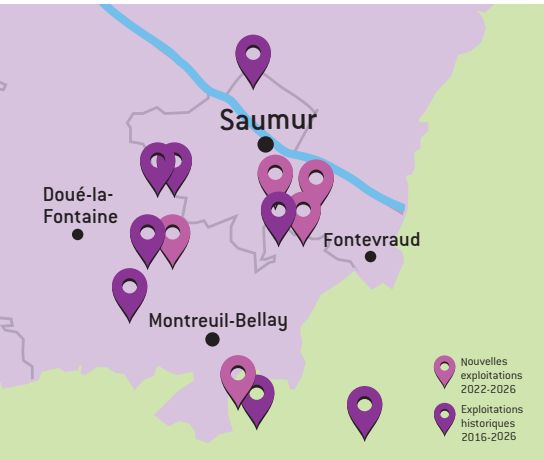 Saumur
Doué-la-
Fontaine
Fontevraud
Montreuil-Bellay
Nouvelles
exploitations
2022-2026
Exploitations
historiques
2016-2026